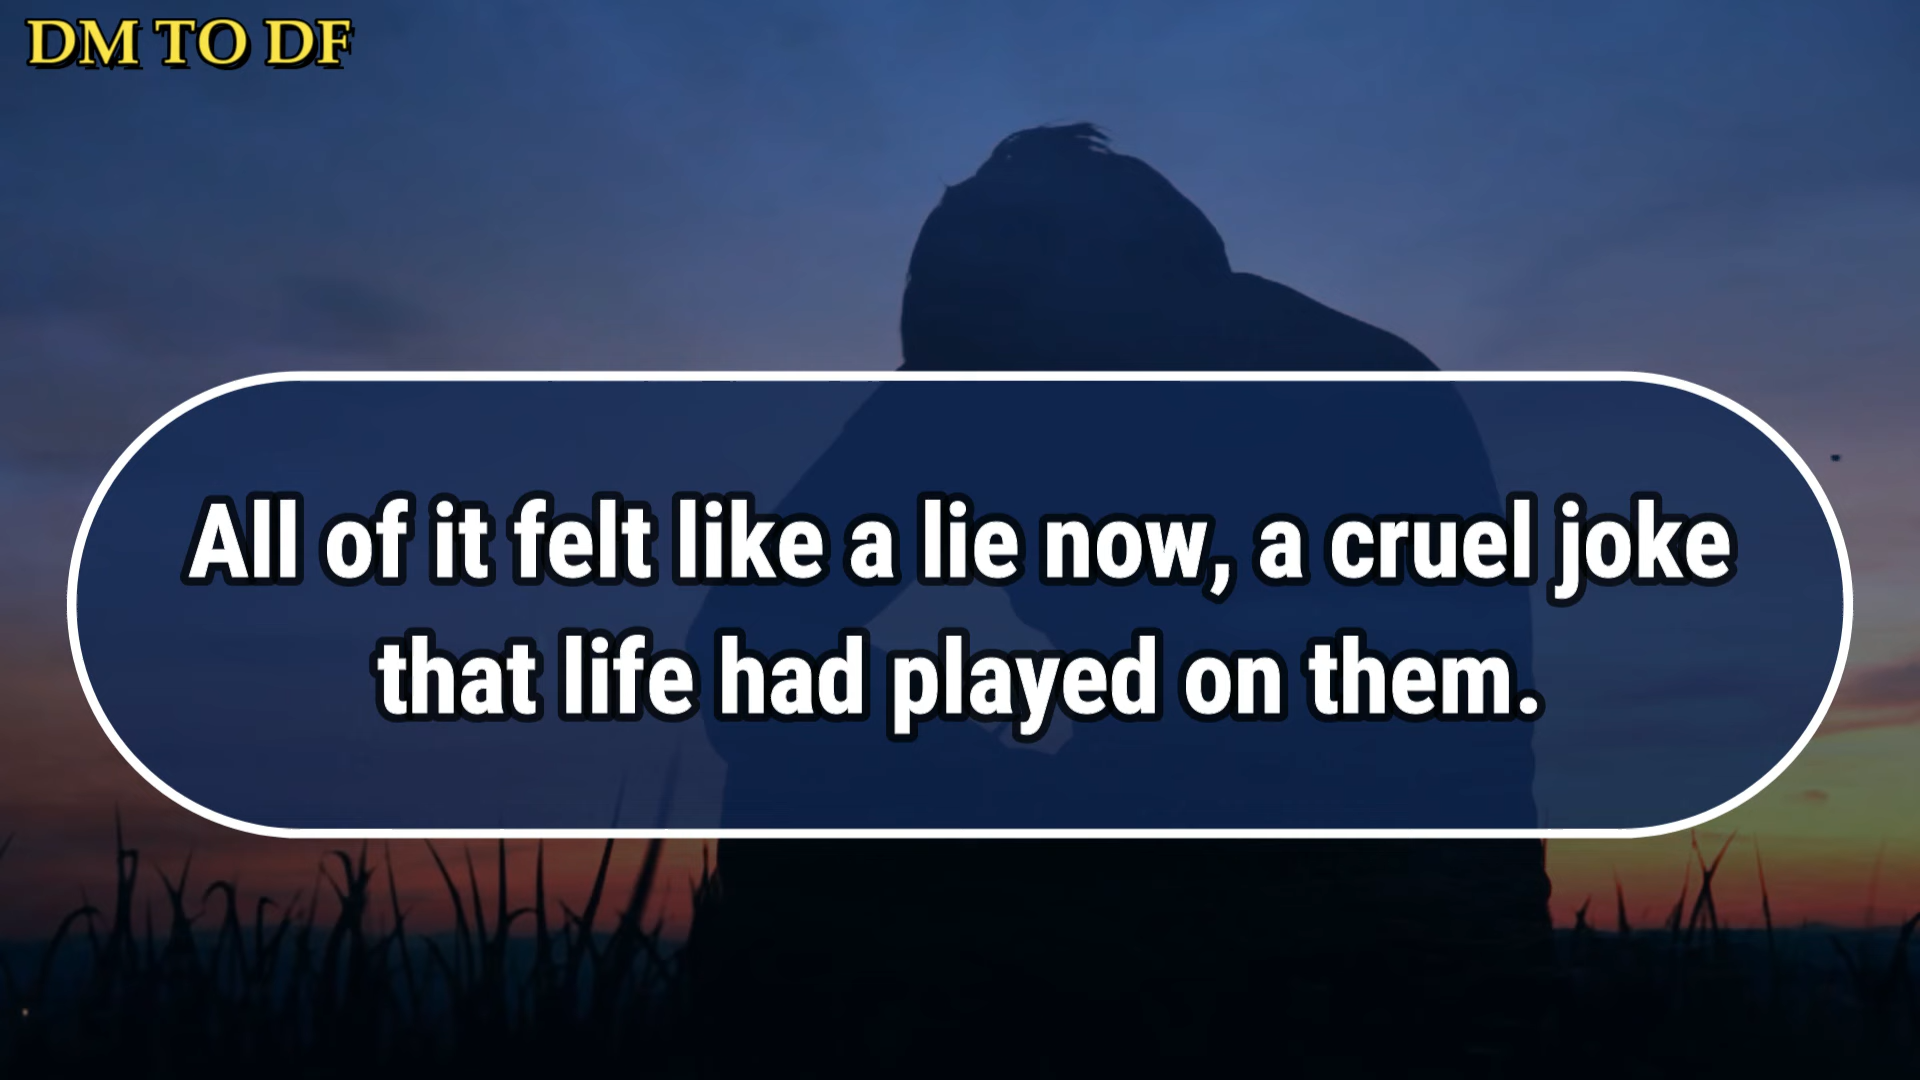 DM TO DF
All of it felt like a lie now, a cruel joke
that life had played on them.